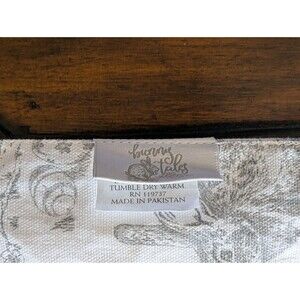 bunny
tales
TUMBLE DRY WARM
RN 119737
MADE IN PAKISTAN